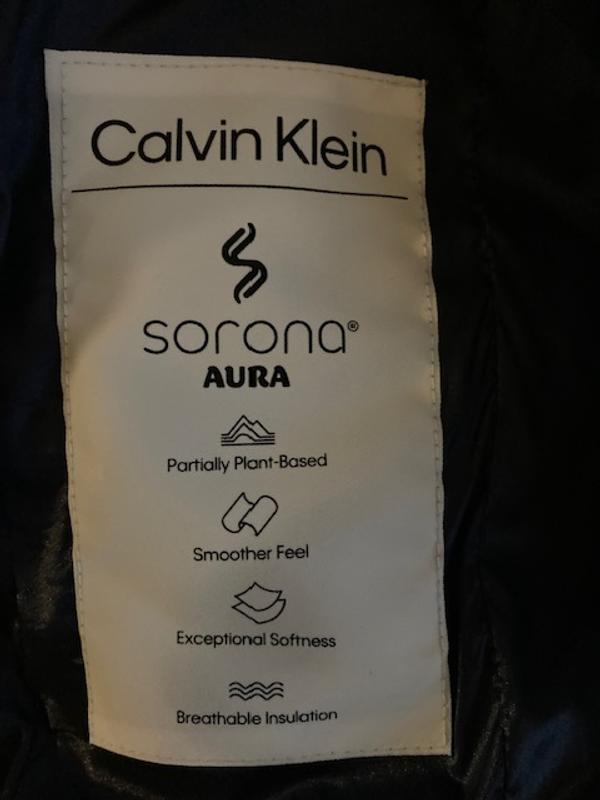 Calvin Klein
sorona®
AURA
Partially Plant-Based
Smoother Feel
Exceptional Softness
Breathable Insulation